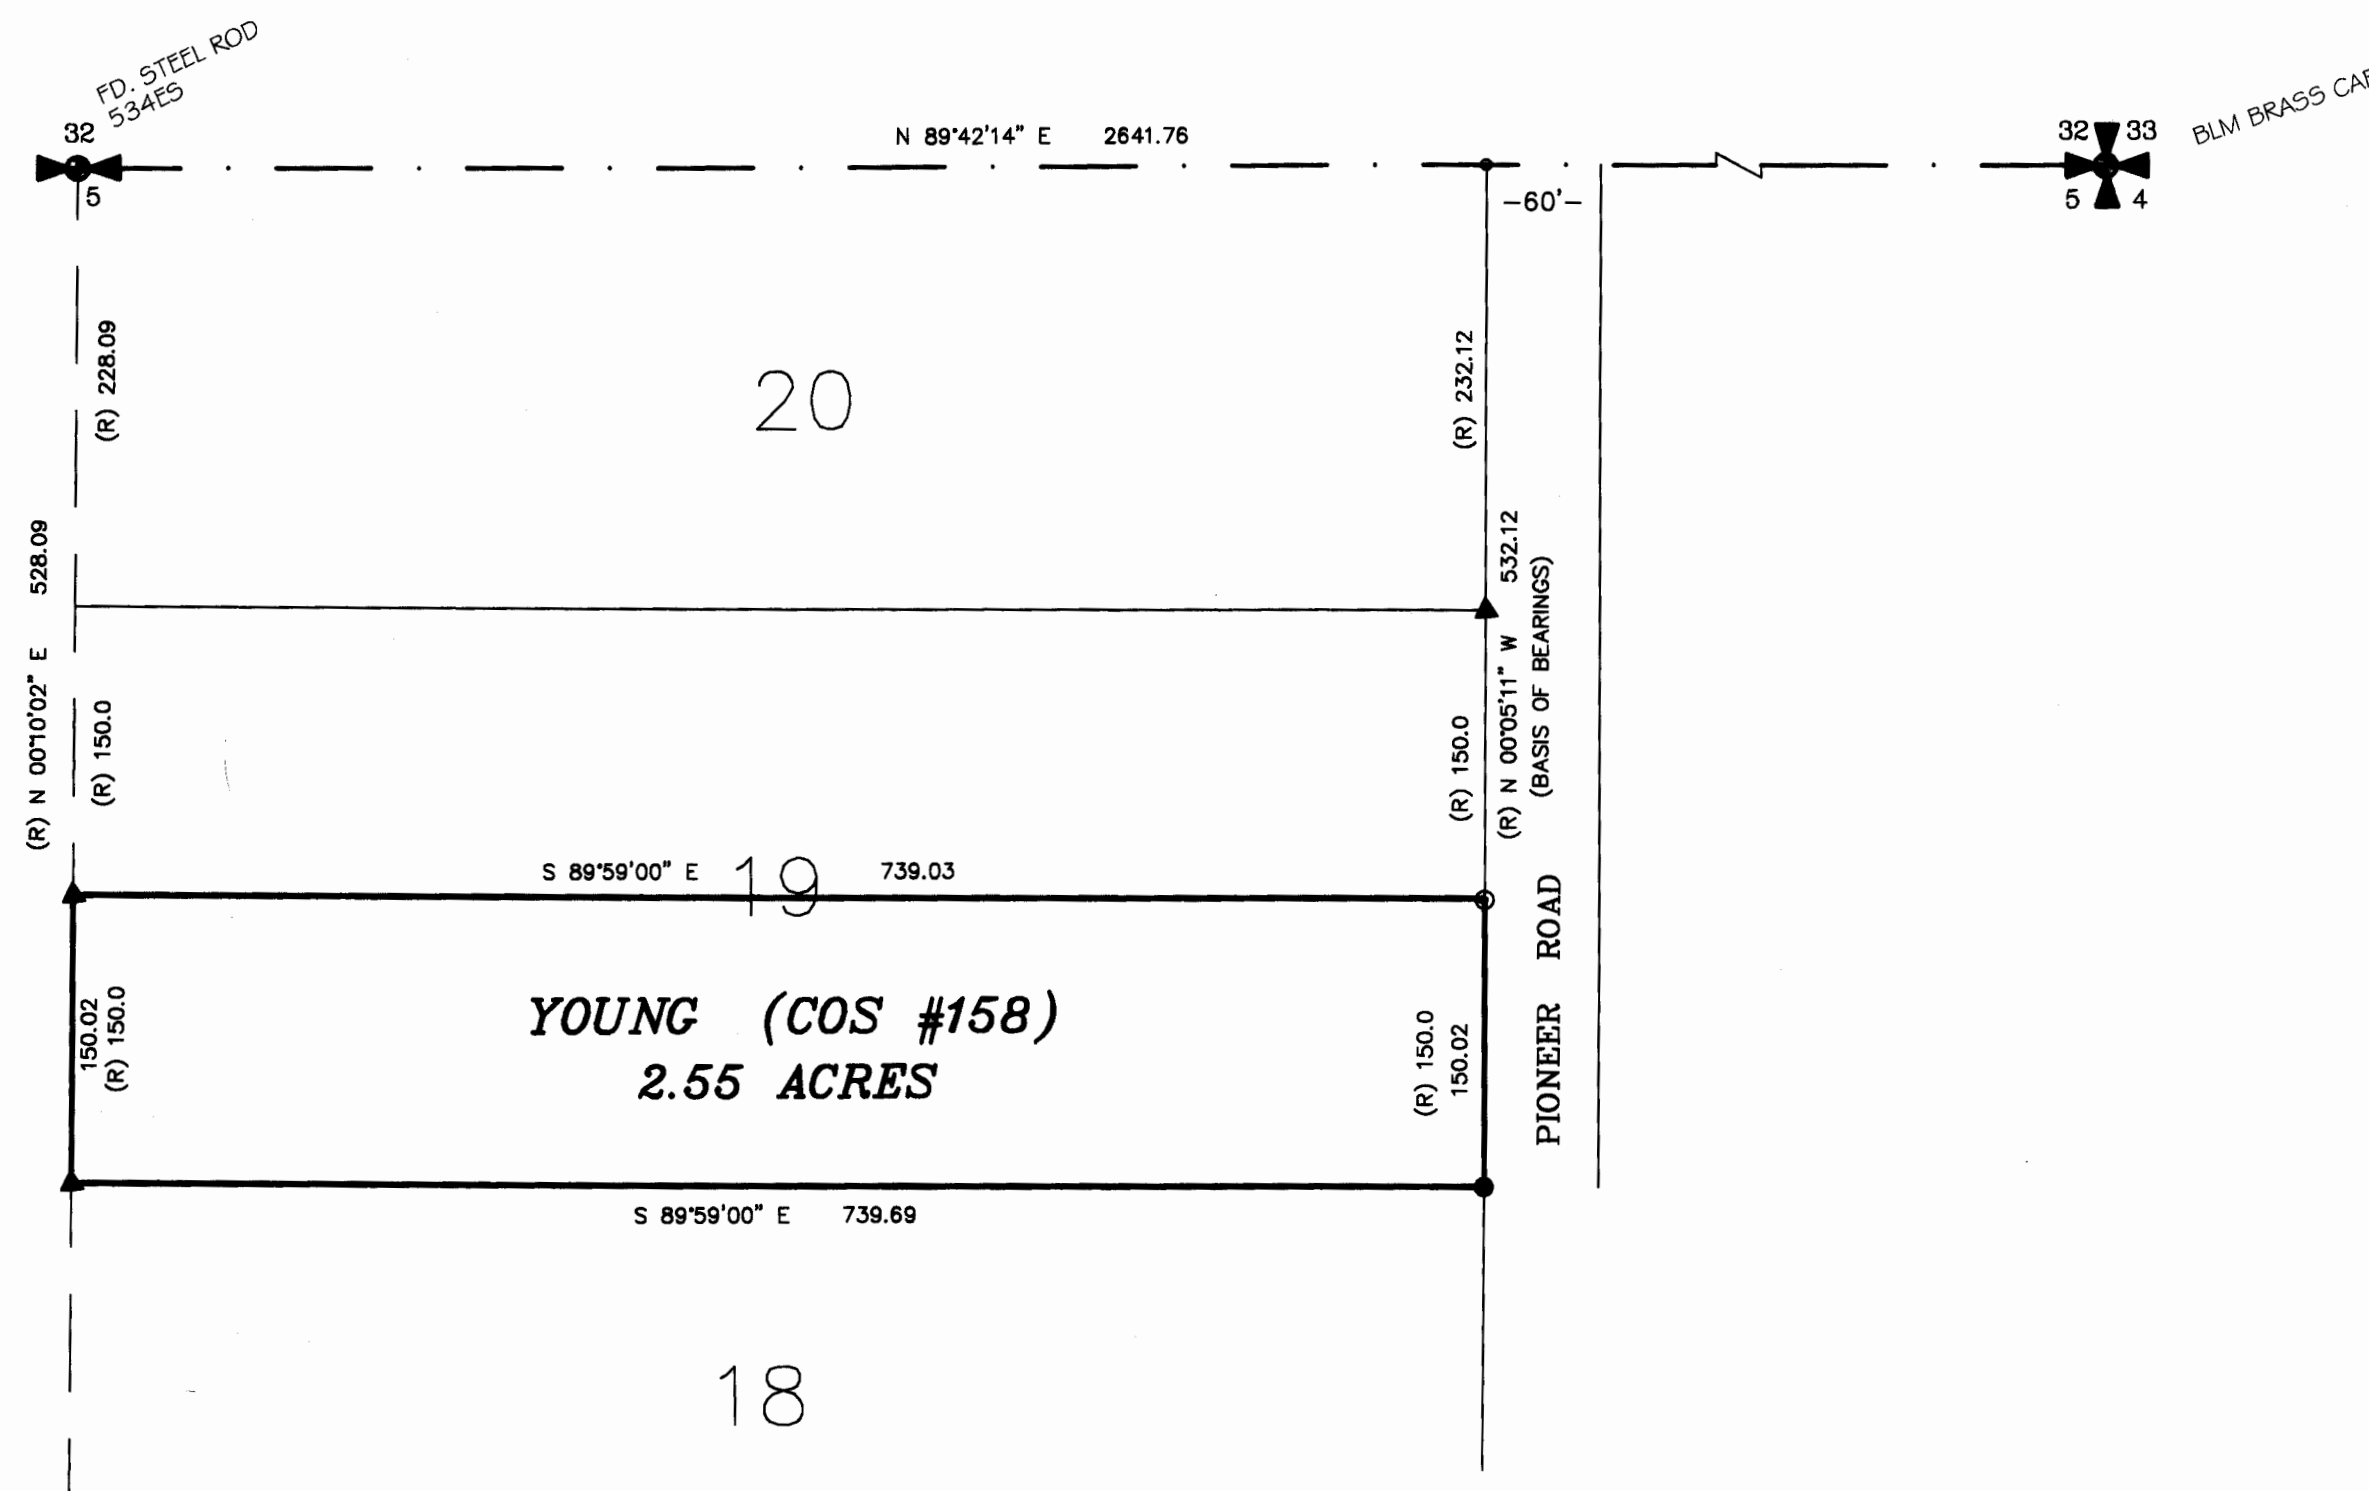 FD. STEEL ROD
534ES
32
5
N 89°42'14" E 2641.76
32 33
5 4
BLM BRASS
-60'-
(R) 228.09
20
(R) 232.12
(R) N 00°10'02" E 528.09
(R) 150.0
(R) 150.0
(R) N 00°05'11" W 532.12
(BASIS OF BEARINGS)
S 89°59'00" E 739.03
19
150.02
(R) 150.0
YOUNG (COS #158)
2.55 ACRES
(R) 150.0
150.02
PIONEER ROAD
S 89°59'00" E 739.69
18